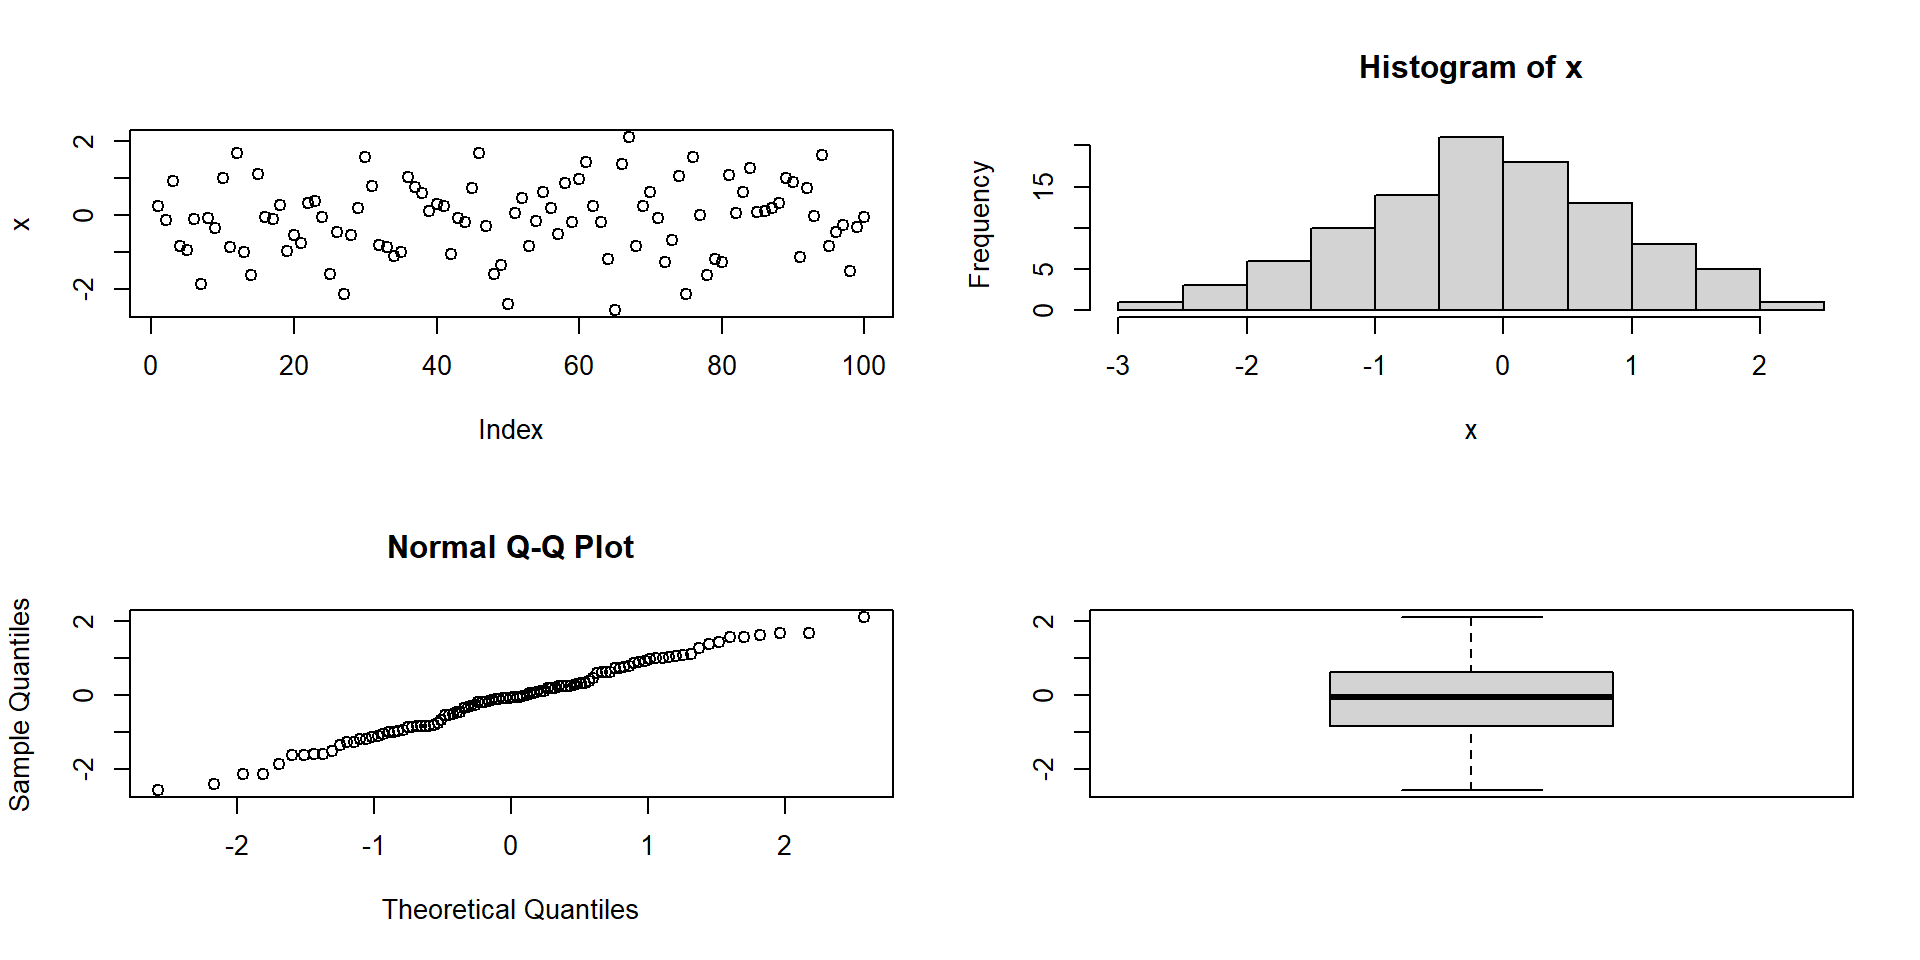 x
2
0
-2
0 20 40 60 80 100
Index
Histogram of x
Frequency
15
5
0
-3 -2 -1 0 1 2
x
Normal Q-Q Plot
Sample Quantiles
2
0
-2
-2 -1 0 1 2
Theoretical Quantiles
2
0
-2